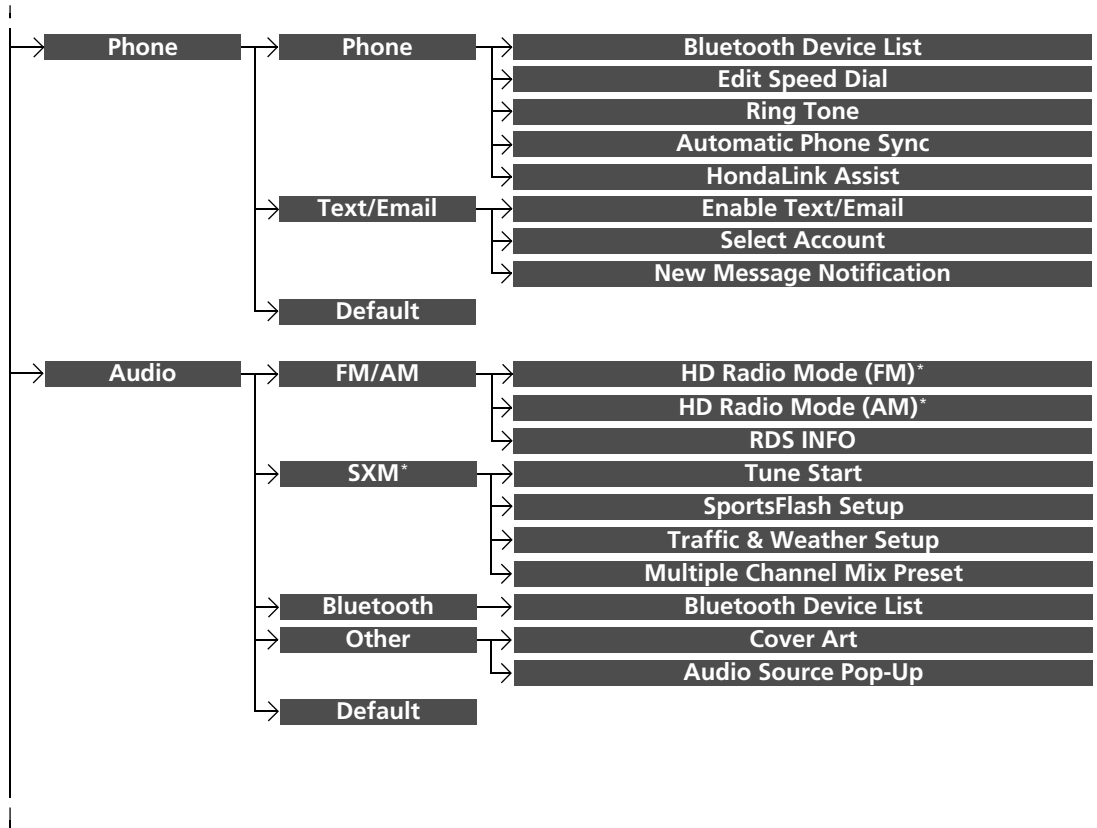 Phone Phone Bluetooth Device List
Edit Speed Dial
Ring Tone
Automatic Phone Sync
HondaLink Assist
Text/Email Enable Text/Email
Select Account
New Message Notification
Default
Audio FM/AM HD Radio Mode (FM)*
HD Radio Mode (AM)*
RDS INFO
SXM* Tune Start
SportsFlash Setup
Traffic & Weather Setup
Multiple Channel Mix Preset
Bluetooth Bluetooth Device List
Other Cover Art
Audio Source Pop-Up
Default